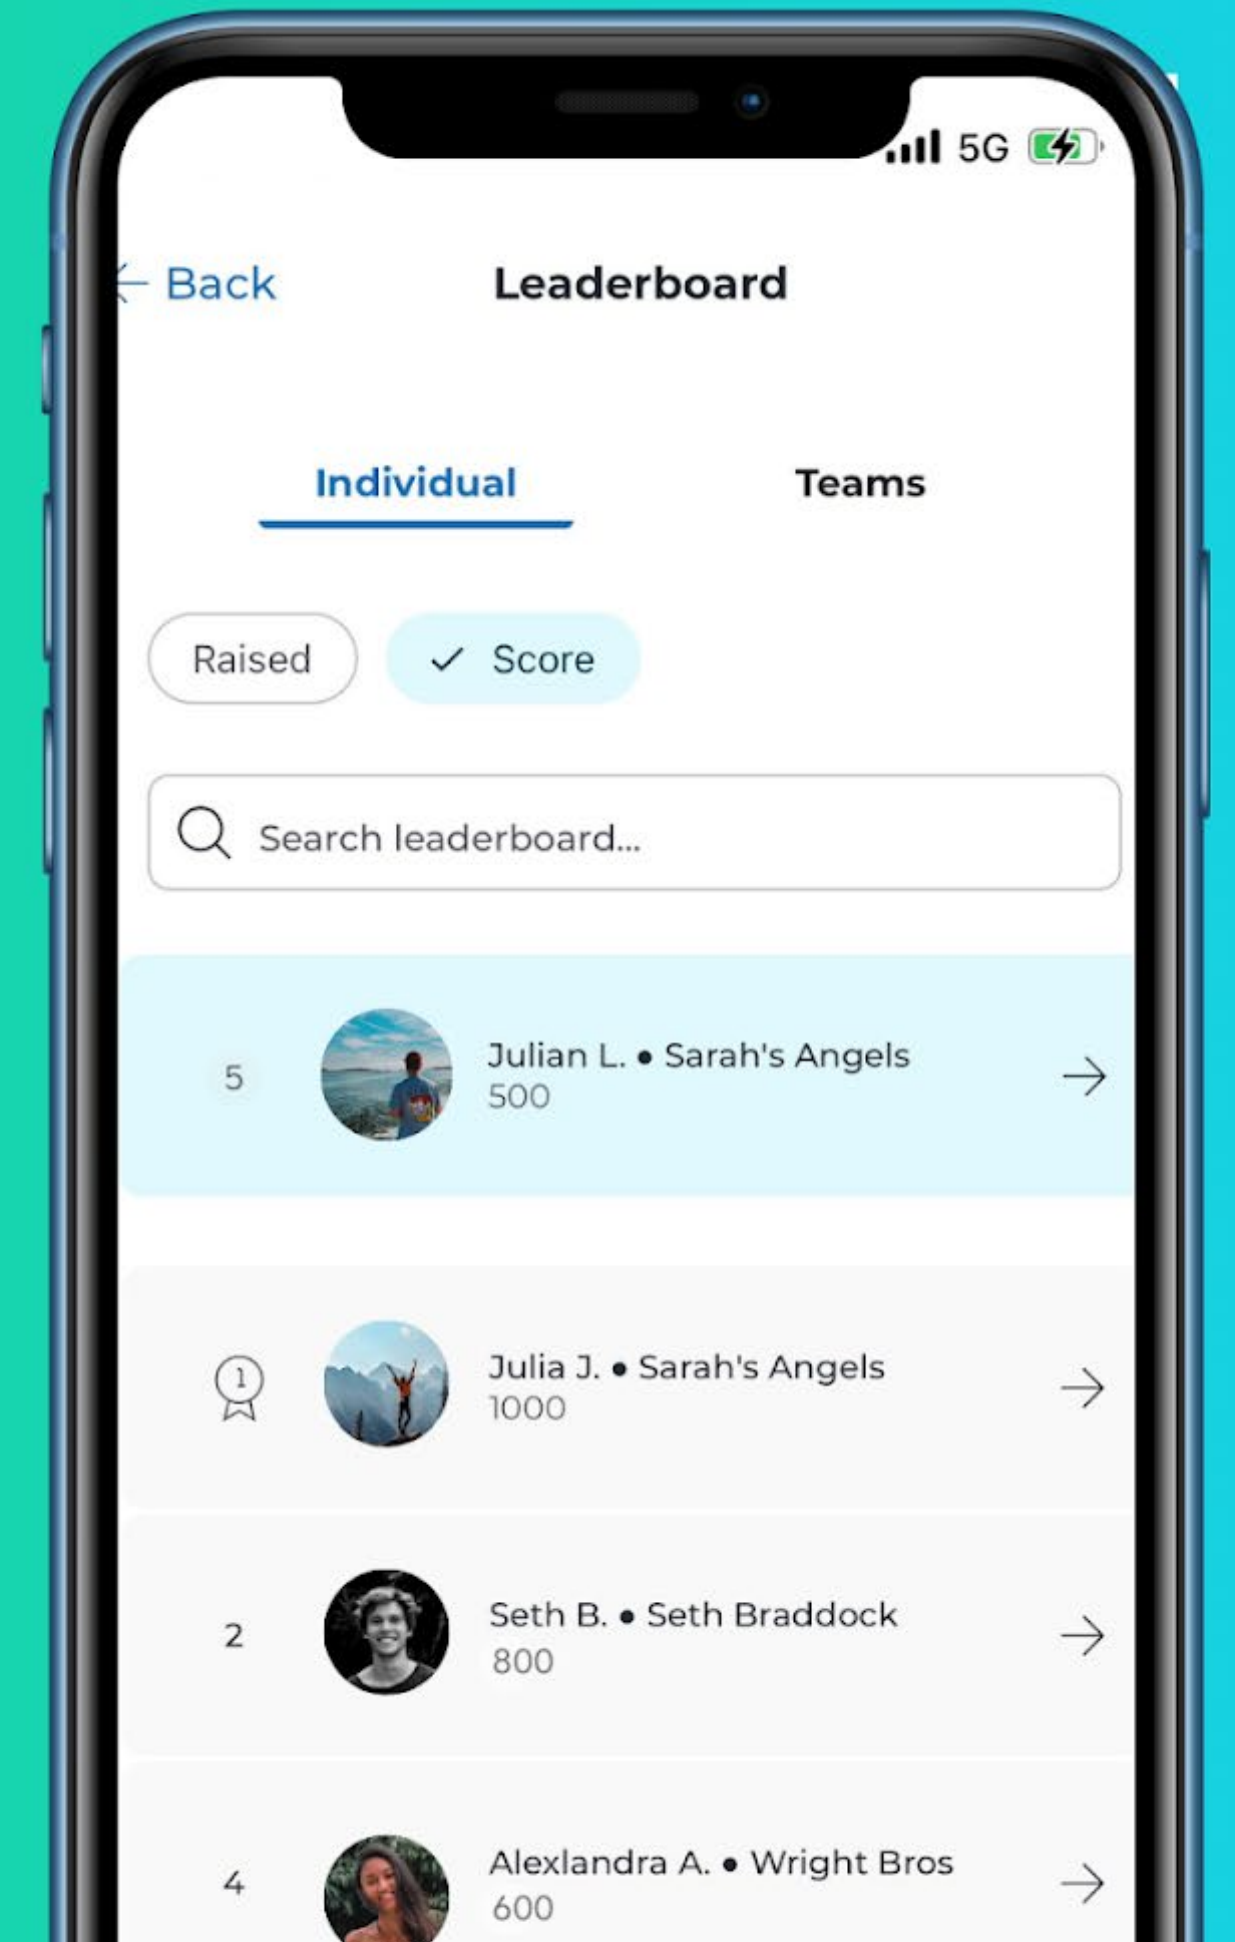 5G
← Back
Leaderboard
Individual
Teams
Raised
✓ Score
Search leaderboard...
5
Julian L. • Sarah's Angels
500
1
Julia J. • Sarah's Angels
1000
2
Seth B. • Seth Braddock
800
4
Alexlandra A. • Wright Bros
600